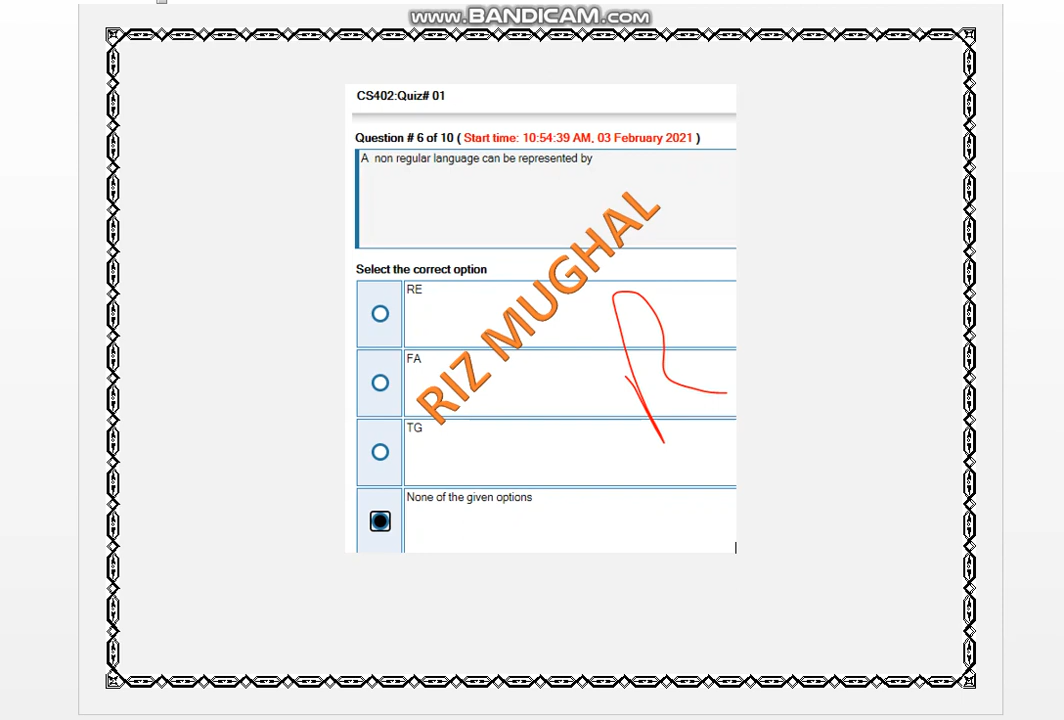 www.BANDICAM.com
CS402:Quiz# 01
Question # 6 of 10 ( Start time: 10:54:39 AM, 03 February 2021 )
A non regular language can be represented by
RIZ MUGHAL
Select the correct option
RE
FA
TG
None of the given options